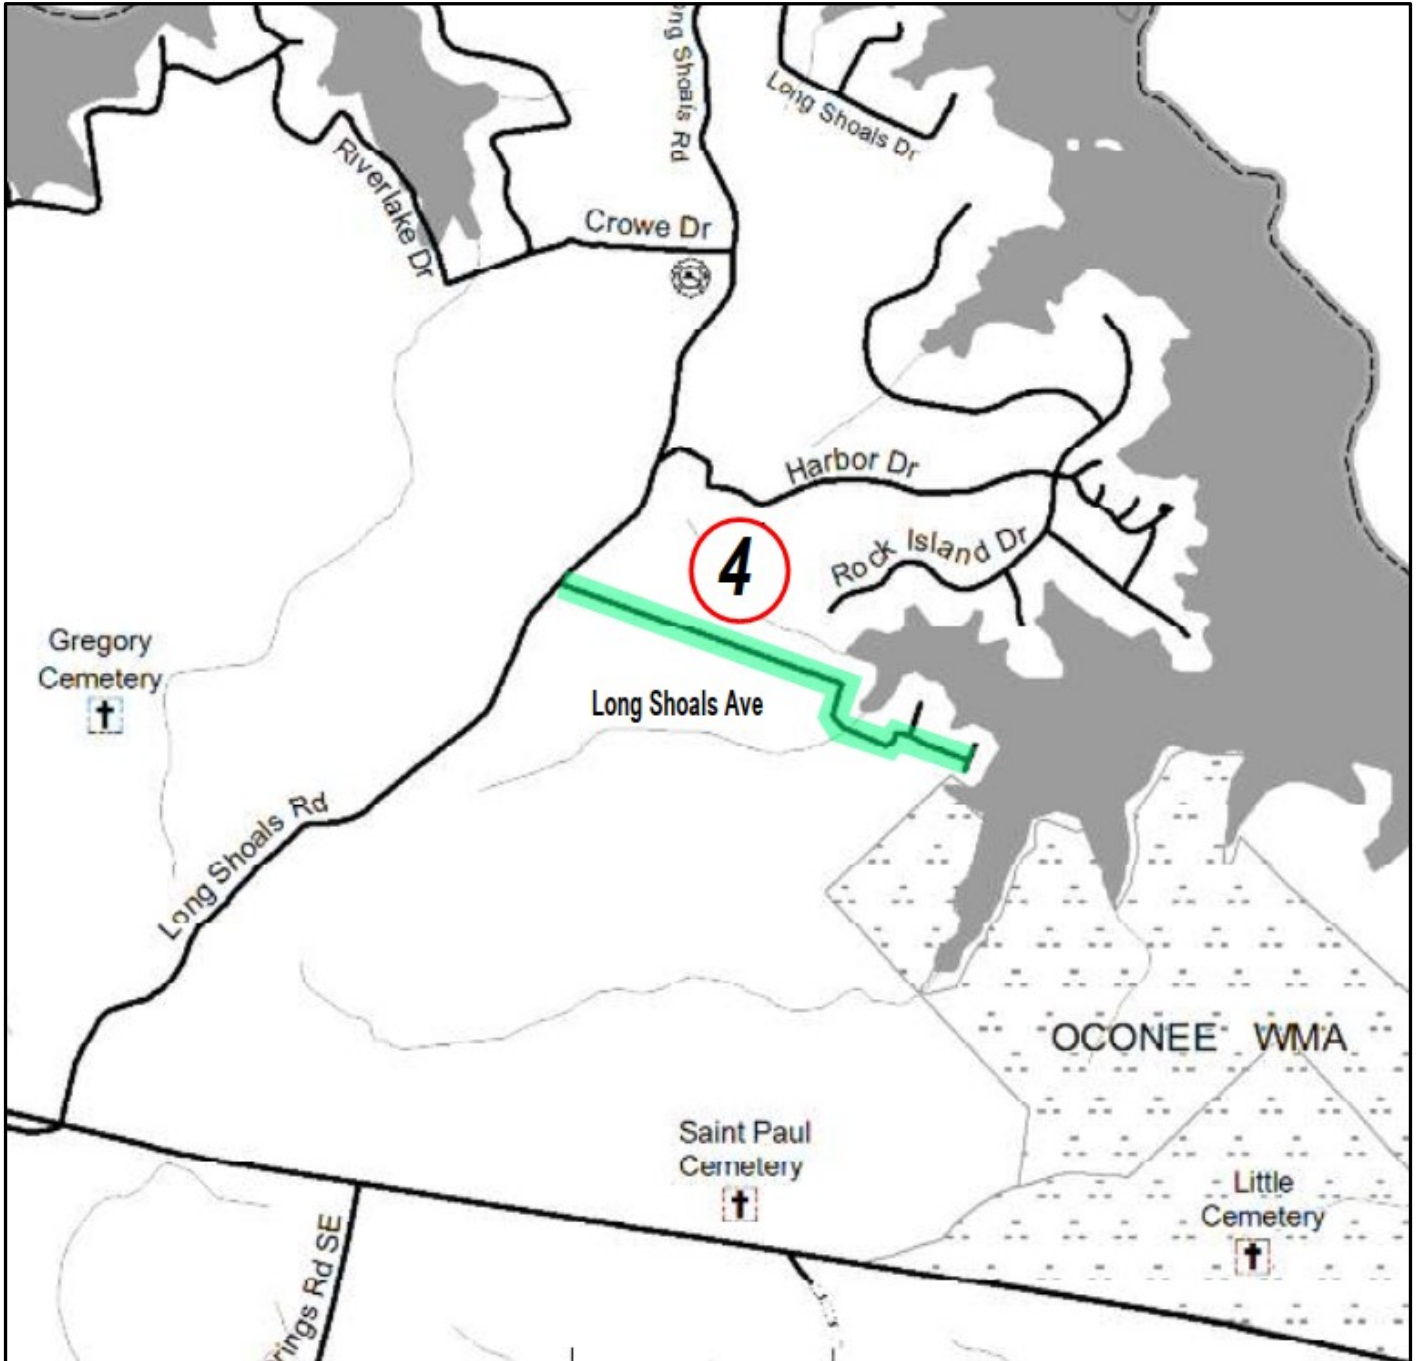 ong Shoals Rd
Long Shoals Dr
Riverlake Dr
Crowe Dr
Harbor Dr
4
Rock Island Dr
Gregory
Cemetery
Long Shoals Ave
Long Shoals Rd
OCONEE WMA
Saint Paul
Cemetery
Little
Cemetery
rings Rd SE